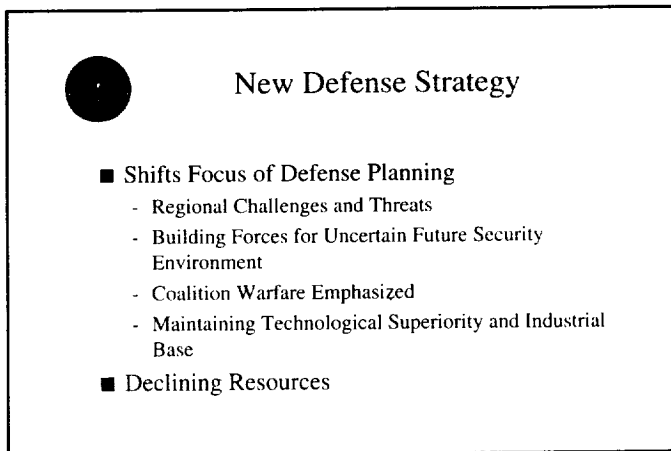 New Defense Strategy
■ Shifts Focus of Defense Planning
- Regional Challenges and Threats
- Building Forces for Uncertain Future Security
Environment
- Coalition Warfare Emphasized
- Maintaining Technological Superiority and Industrial
Base
■ Declining Resources